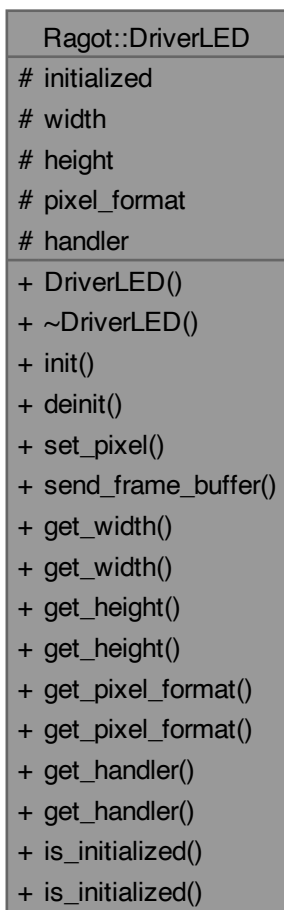 Ragot::DriverLED
# initialized
# width
# height
# pixel_format
# handler
+ DriverLED()
+ ~DriverLED()
+ init()
+ deinit()
+ set_pixel()
+ send_frame_buffer()
+ get_width()
+ get_width()
+ get_height()
+ get_height()
+ get_pixel_format()
+ get_pixel_format()
+ get_handler()
+ get_handler()
+ is_initialized()
+ is_initialized()